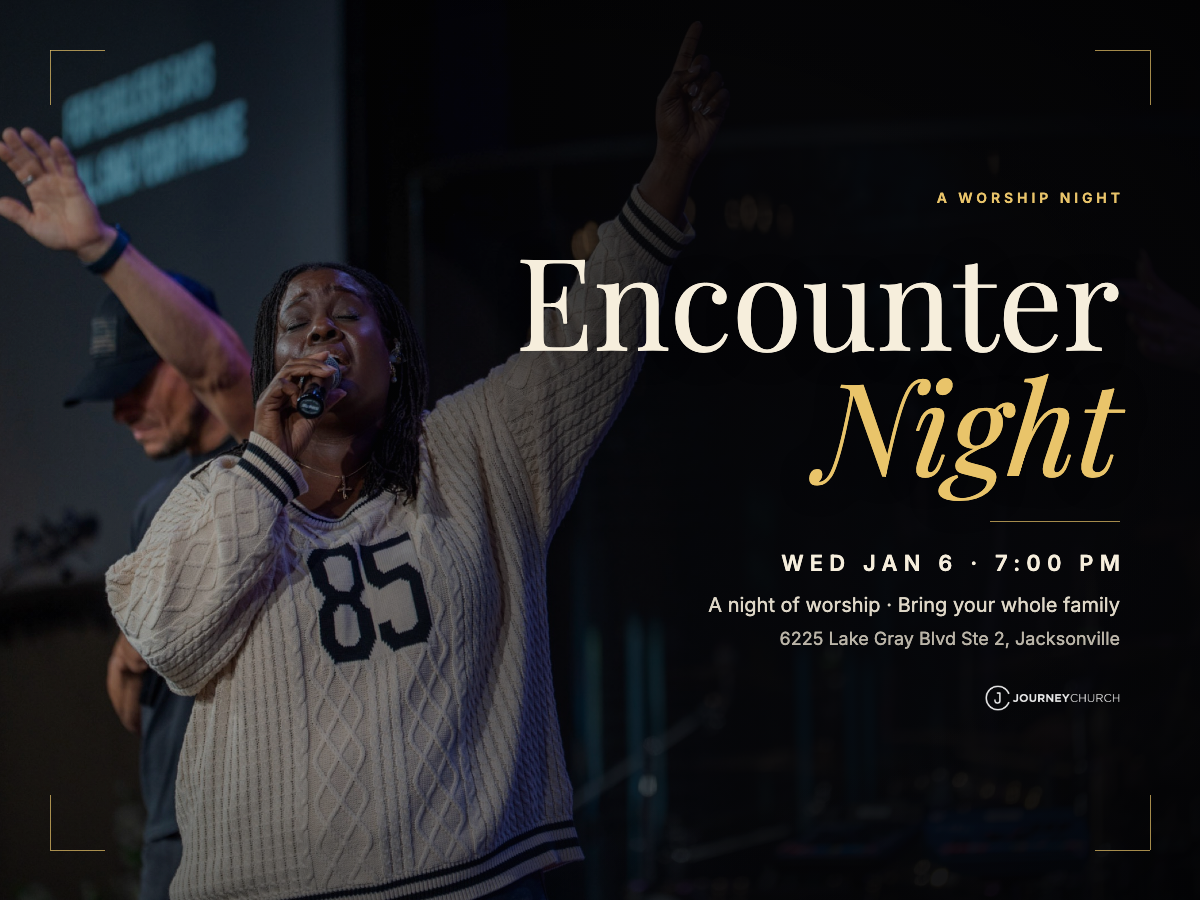 A WORSHIP NIGHT
Encounter
Night
WED JAN 6 · 7:00 PM
A night of worship · Bring your whole family
6225 Lake Gray Blvd Ste 2, Jacksonville
J JOURNEYCHURCH
85